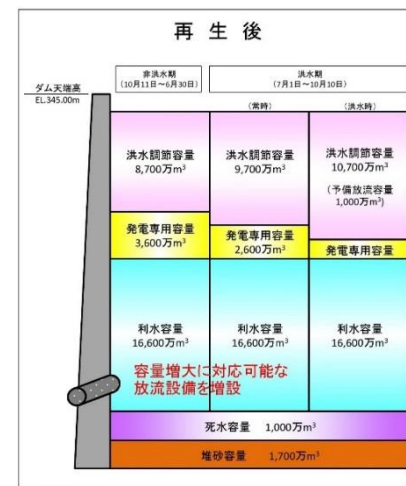 再生後
非洪水期
(10月11日～6月30日)
洪水期
(7月1日～10月10日)
ダム天端高
EL.345.00m
(常時)
(洪水時)
洪水調節容量
8,700万m³
洪水調節容量
9,700万m³
洪水調節容量
10,700万m³
(予備放流容量
1,000万m³)
発電専用容量
3,600万m³
発電専用容量
2,600万m³
発電専用容量
利水容量
16,600万m³
利水容量
16,600万m³
利水容量
16,600万m³
容量増大に対応可能な
放流設備を増設
死水容量 1,000万m³
堆砂容量 1,700万m³